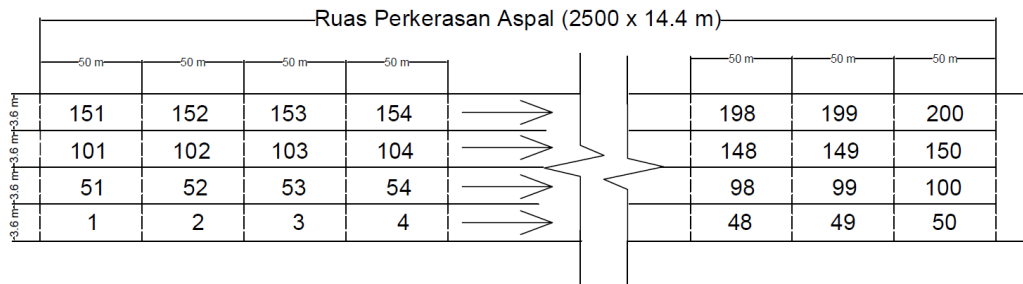 Ruas Perkerasan Aspal (2500 x 14.4 m)
50 m 50 m 50 m 50 m 50 m 50 m 50 m
3.6 m 151 152 153 154 198 199 200
3.6 m 101 102 103 104 148 149 150
3.6 m 51 52 53 54 98 99 100
3.6 m 1 2 3 4 48 49 50